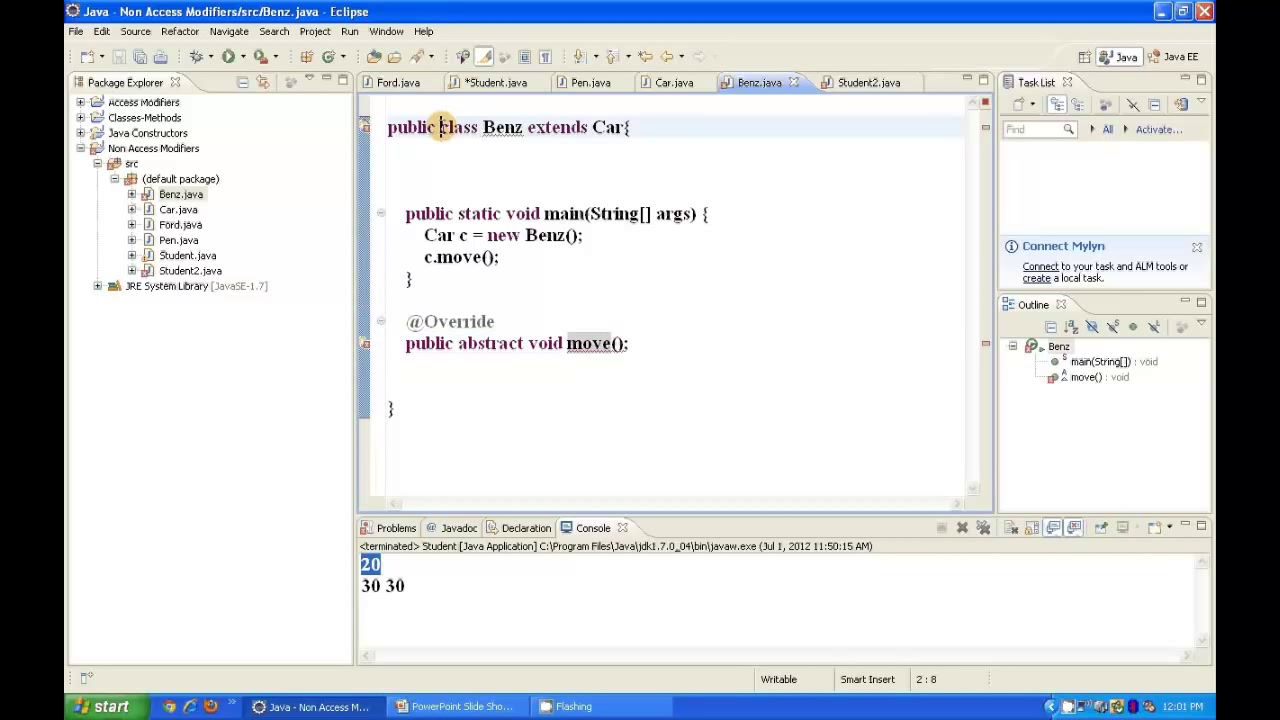 Java - Non Access Modifiers/src/Benz.java - Eclipse
File Edit Source Refactor Navigate Search Project Run Window Help
Java Java EE
Package Explorer
Ford.java *Student.java Pen.java Car.java Benz.java Student2.java
Task List
Access Modifiers
Classes-Methods
Java Constructors
Non Access Modifiers
src
(default package)
Benz.java
Car.java
Ford.java
Pen.java
Student.java
Student2.java
JRE System Library [JavaSE-1.7]
public class Benz extends Car{
public static void main(String[] args) {
Car c = new Benz();
c.move();
}
@Override
public abstract void move();
}
Find All Activate...
Connect Mylyn
Connect to your task and ALM tools or
create a local task.
Outline
Benz
main(String[]) : void
move() : void
Problems Javadoc Declaration Console
<terminated> Student [Java Application] C:\Program Files\Java\jdk1.7.0_04\bin\javaw.exe (Jul 1, 2012 11:50:15 AM)
20
30 30
Writable Smart Insert 2 : 8
start Java - Non Access M... PowerPoint Slide Sho... Flashing 12:01 PM